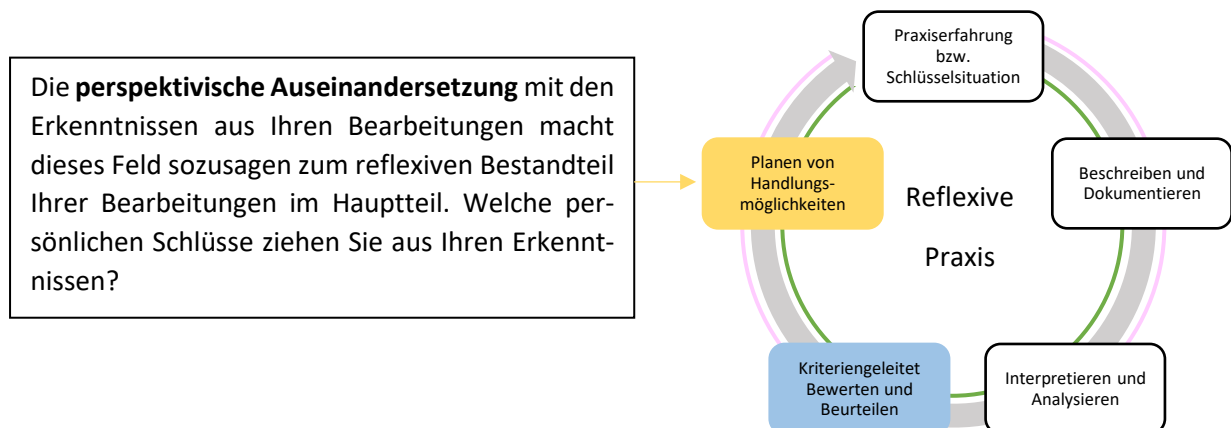 Die perspektivische Auseinandersetzung mit den
Erkenntnissen aus Ihren Bearbeitungen macht
dieses Feld sozusagen zum reflexiven Bestandteil
Ihrer Bearbeitungen im Hauptteil. Welche per-
sönlichen Schlüsse ziehen Sie aus Ihren Erkennt-
nissen?
Praxiserfahrung
bzw.
Schlüsselsituation
Planen von
Handlungs-
möglichkeiten
Reflexive
Praxis
Beschreiben und
Dokumentieren
Kriteriengeleitet
Bewerten und
Beurteilen
Interpretieren und
Analysieren